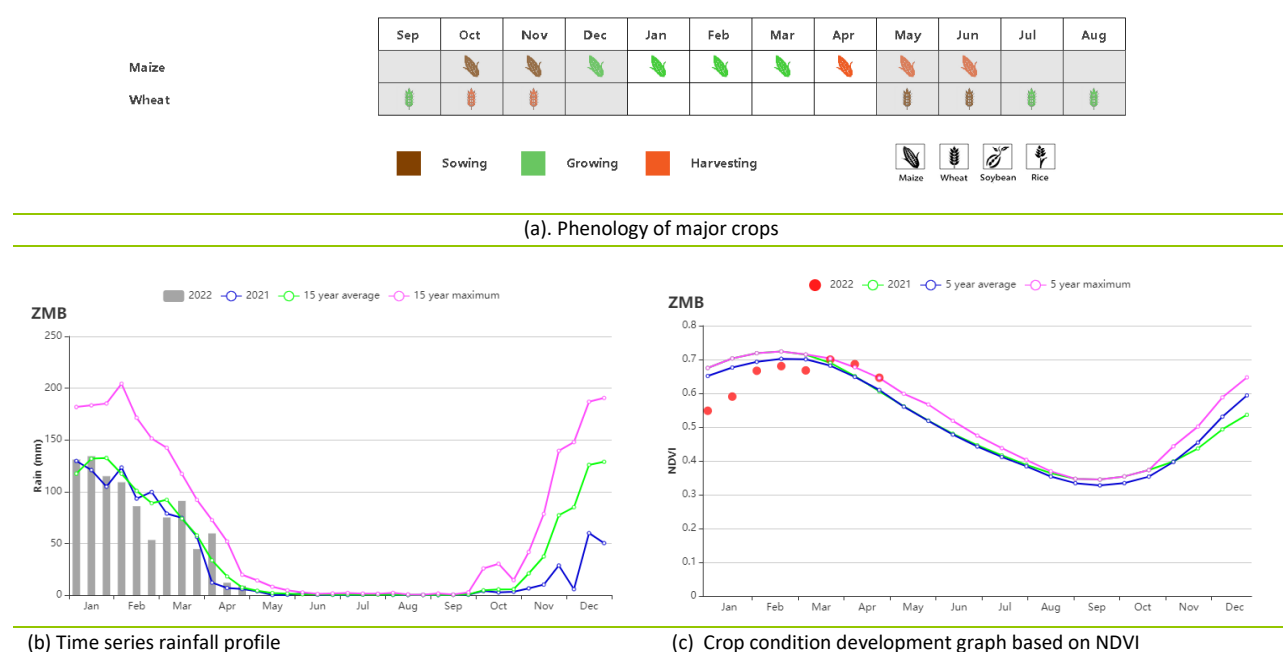 Sep Oct Nov Dec Jan Feb Mar Apr May Jun Jul Aug
Maize
Wheat
Sowing Growing Harvesting
Maize Wheat Soybean Rice
(a). Phenology of major crops
2022 2021 15 year average 15 year maximum
ZMB
Rain (mm)
250
200
150
100
50
0
Jan Feb Mar Apr May Jun Jul Aug Sep Oct Nov Dec
2022 2021 5 year average 5 year maximum
ZMB
NDVI
0.8
0.7
0.6
0.5
0.4
0.3
0.2
0.1
0
Jan Feb Mar Apr May Jun Jul Aug Sep Oct Nov Dec
(b) Time series rainfall profile
(c) Crop condition development graph based on NDVI